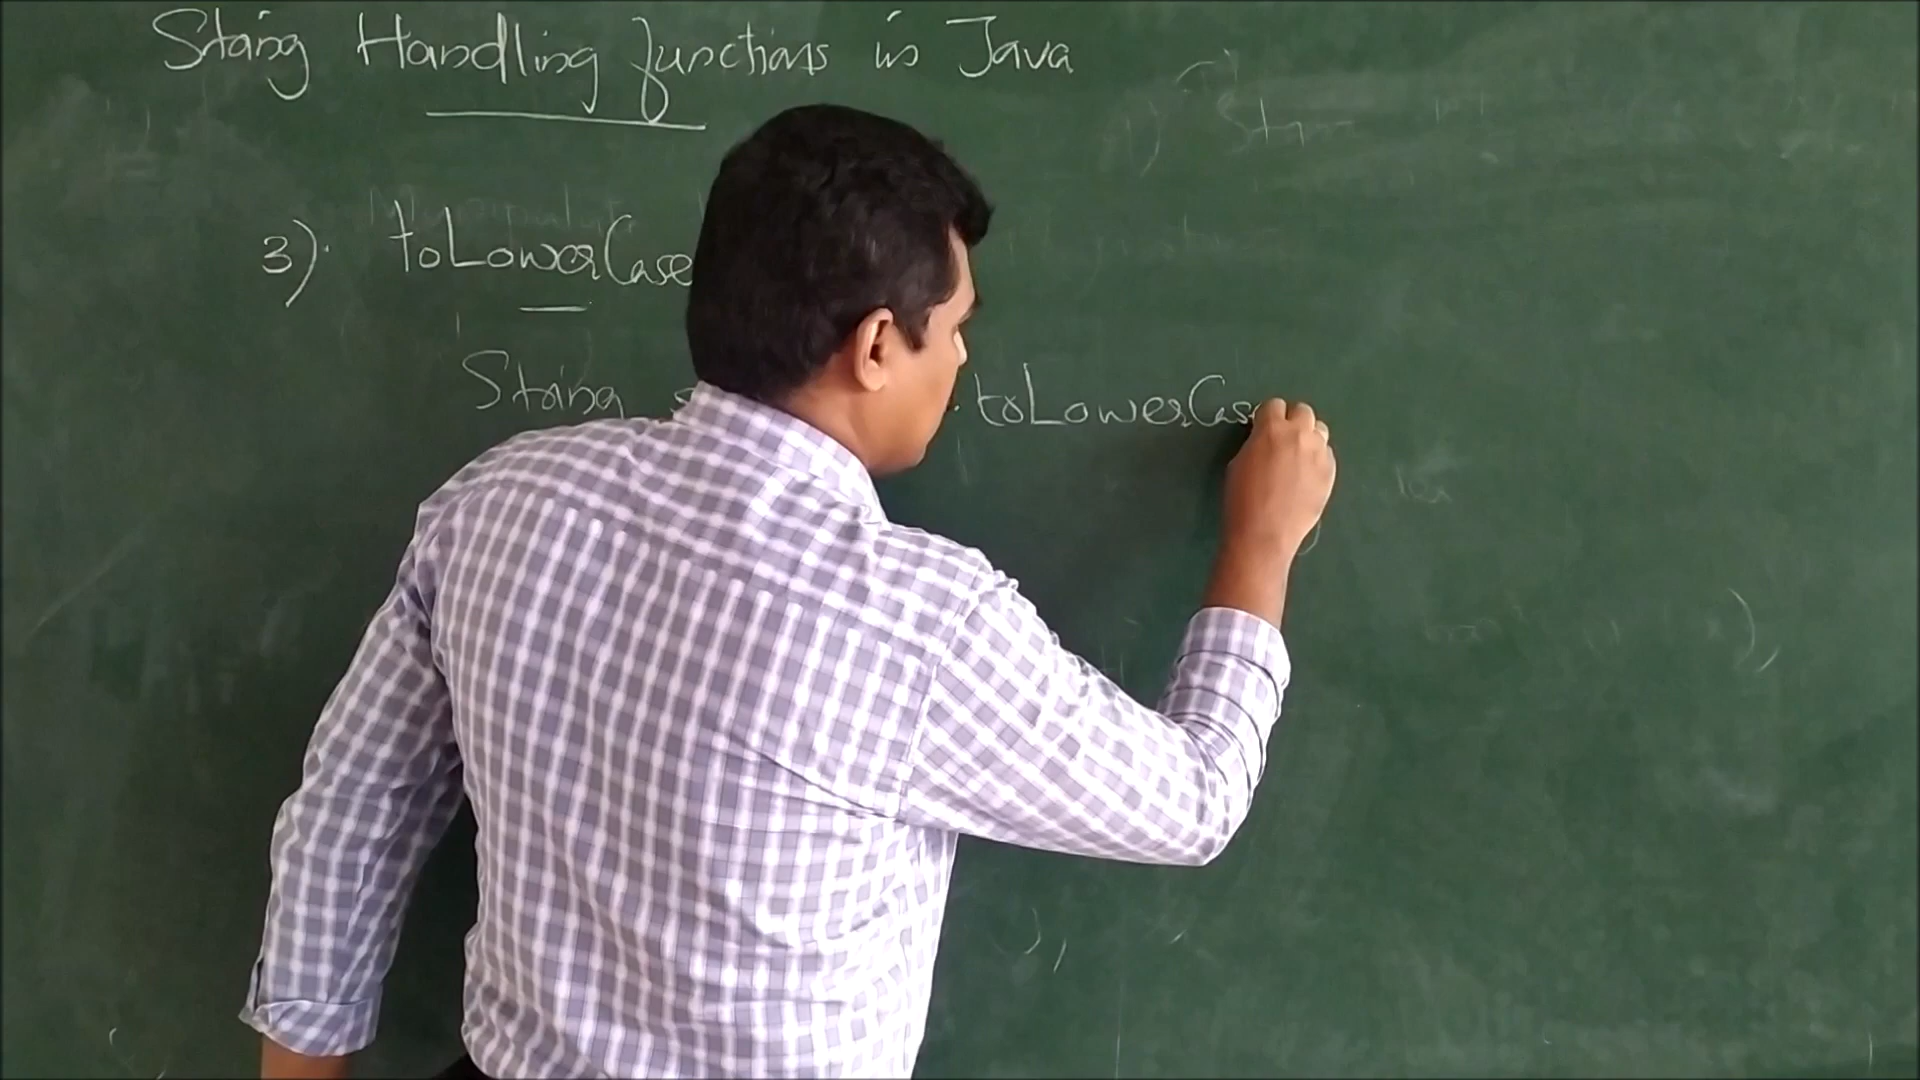 String Handling functions in Java
3). toLowerCase
String .toLowerCase